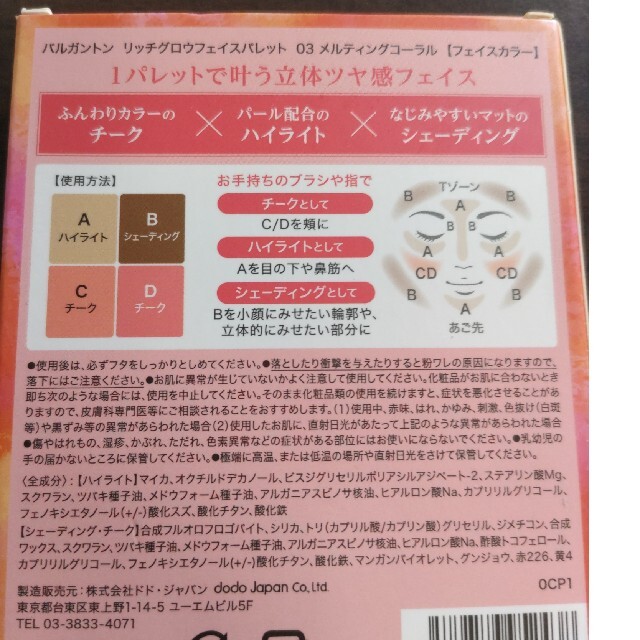 バルガントン リッチグロウフェイスパレット 03 メルティングコーラル 【フェイスカラー】
1パレットで叶う立体ツヤ感フェイス
ふんわりカラーの
チーク
×
パール配合の
ハイライト
×
なじみやすいマットの
シェーディング
【使用方法】
A
ハイライト
B
シェーディング
C
チーク
D
チーク
お手持ちのブラシや指で
チークとして
C/Dを頬に
ハイライトとして
Aを目の下や鼻筋へ
シェーディングとして
Bを小顔にみせたい輪郭や、
立体的にみせたい部分に
Tゾーン
B A B
B B
A A
CD CD
B A B
あご先
●使用後は、必ずフタをしっかりとしめてください。●落としたり衝撃を与えたりすると粉ワレの原因になりますので、
落下にはご注意ください。●お肌に異常が生じていないかよく注意して使用してください。化粧品がお肌に合わないとき
即ち次のような場合には、使用を中止してください。そのまま化粧品類の使用を続けますと、症状を悪化させることがあ
りますので、皮膚科専門医等にご相談されることをおすすめします。(1)使用中、赤味、はれ、かゆみ、刺激、色抜け(白斑
等)や黒ずみ等の異常があらわれた場合(2)使用したお肌に、直射日光があたって上記のような異常があらわれた場合
●傷やはれもの、湿疹、かぶれ、ただれ、色素異常などの症状がある部位にはお使いにならないでください。●乳幼児の
手の届かないところに保管してください。●極端に高温、または低温の場所や直射日光をさけて保管してください。
〈全成分〉:【ハイライト】マイカ、オクチルドデカノール、ビスジグリセリルポリアシルアジペート-2、ステアリン酸Mg、
スクワラン、ツバキ種子油、メドウフォーム種子油、アルガニアスピノサ核油、ヒアルロン酸Na、カプリリルグリコール、
フェノキシエタノール(+/-)酸化スズ、酸化チタン、酸化鉄
【シェーディング・チーク】合成フルオロフロゴパイト、シリカ、トリ(カプリル酸/カプリン酸)グリセリル、ジメチコン、合成
ワックス、スクワラン、ツバキ種子油、メドウフォーム種子油、アルガニアスピノサ核油、ヒアルロン酸Na、酢酸トコフェロール、
カプリリルグリコール、フェノキシエタノール(+/-)酸化チタン、酸化鉄、マンガンバイオレット、グンジョウ、赤226、黄4
製造販売元:株式会社ドド・ジャパン dodo Japan Co,Ltd. 0CP1
東京都台東区東上野1-14-5 ユーエムビル5F
TEL 03-3833-4071